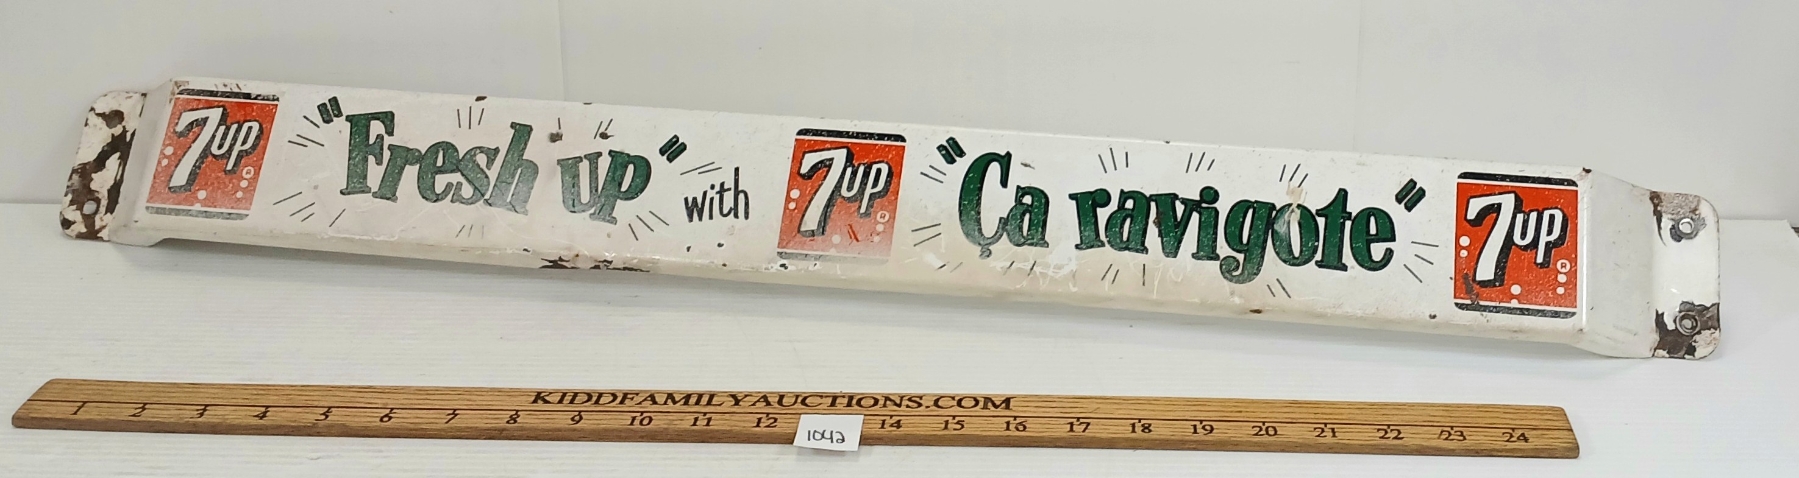 7up "Fresh up" with 7up "Ça ravigote" 7up
KIDDFAMILYAUCTIONS.COM
1 2 3 4 5 6 7 8 9 10 11 12 14 15 16 17 18 19 20 21 22 23 24
1042